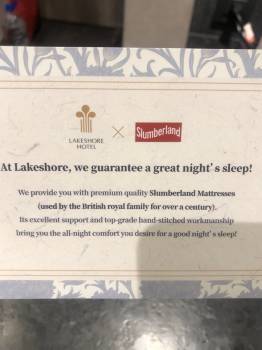 LAKESHORE
HOTEL
×
Slumberland
At Lakeshore, we guarantee a great night's sleep!
We provide you with premium quality Slumberland Mattresses
(used by the British royal family for over a century).
Its excellent support and top-grade hand-stitched workmanship
bring you the all-night comfort you desire for a good night's sleep!